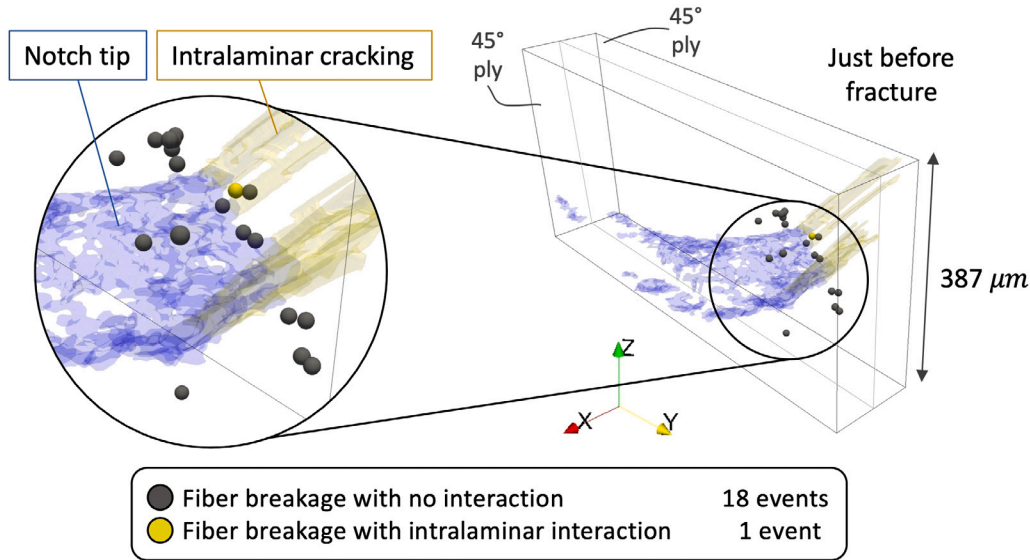 Notch tip
Intralaminar cracking
45°
ply
45°
ply
Just before
fracture
387 μm
Z
X
Y
Fiber breakage with no interaction 18 events
Fiber breakage with intralaminar interaction 1 event